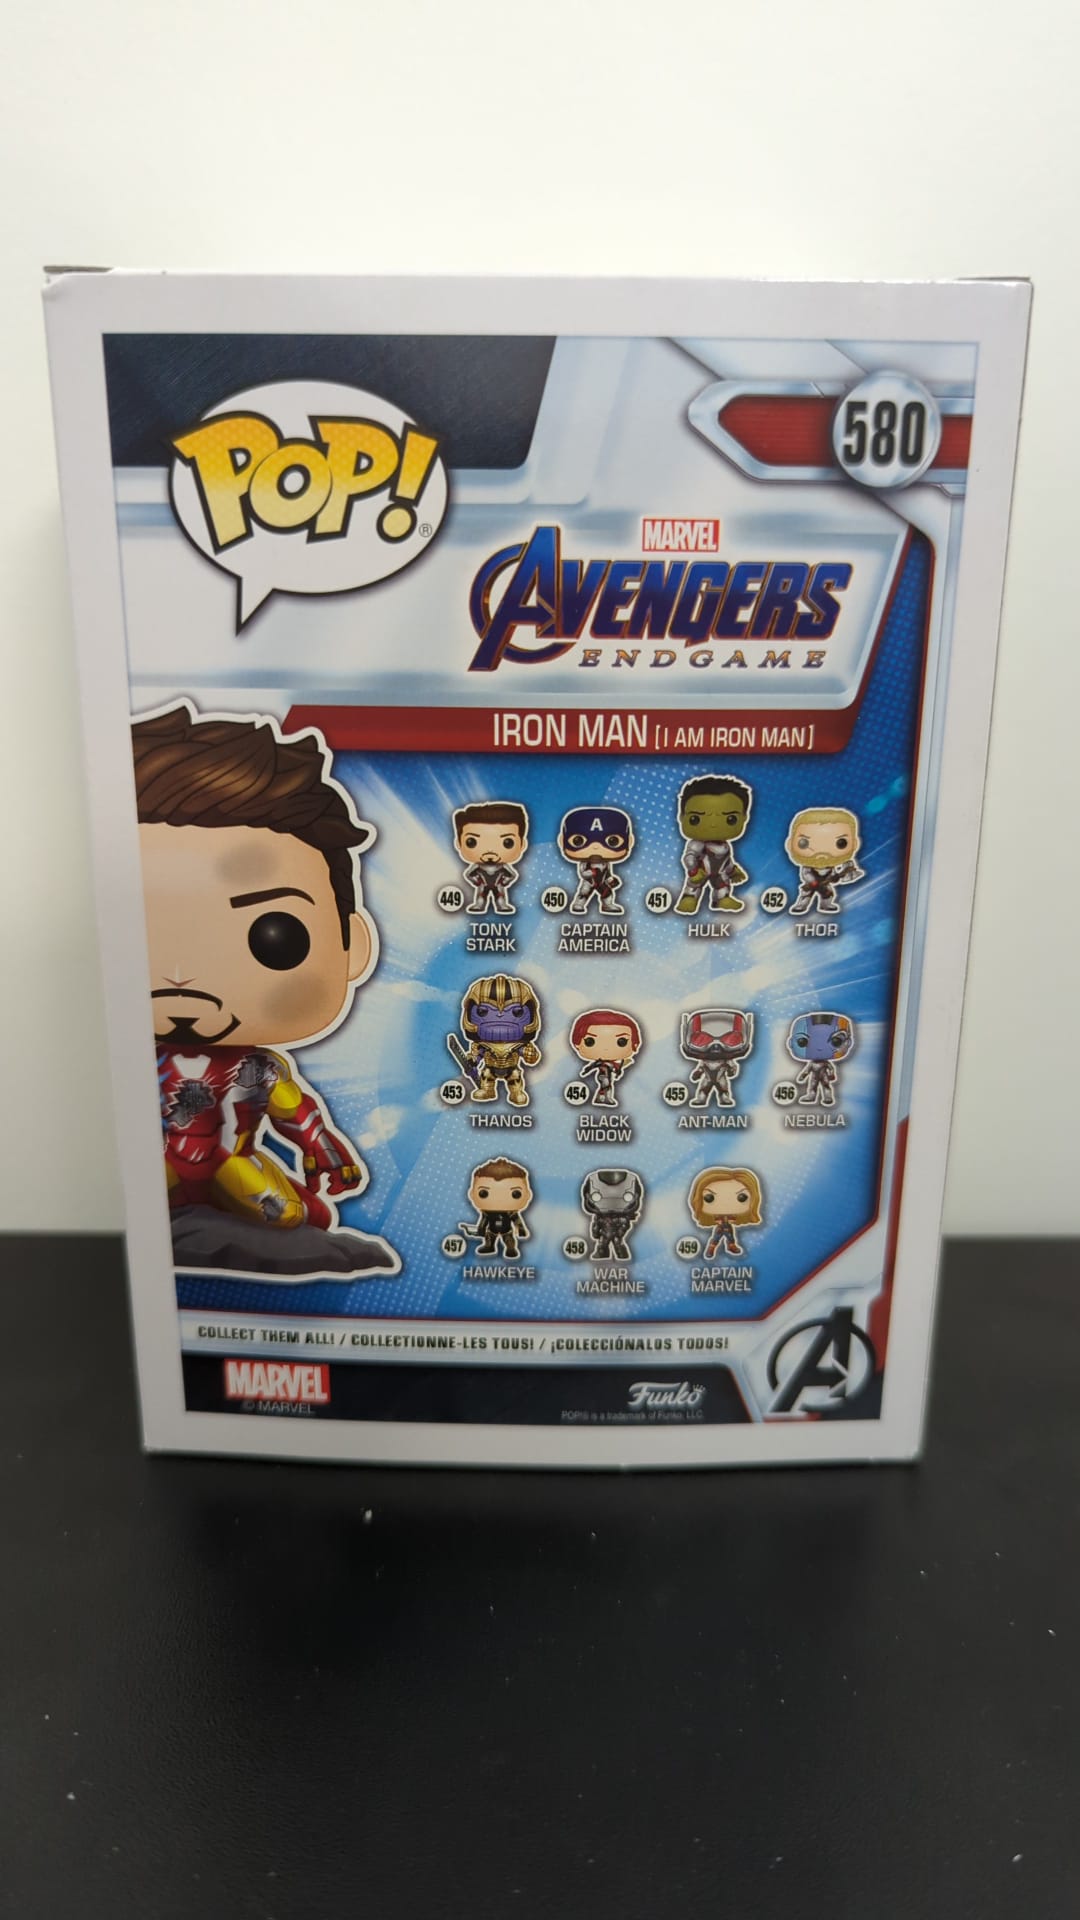 POP!®
580
MARVEL
AVENGERS
ENDGAME
IRON MAN [I AM IRON MAN]
A
449
TONY
STARK
450
CAPTAIN
AMERICA
451
HULK
452
THOR
453
THANOS
454
BLACK
WIDOW
455
ANT-MAN
456
NEBULA
457
HAWKEYE
458
WAR
MACHINE
459
CAPTAIN
MARVEL
COLLECT THEM ALL! / COLLECTIONNE-LES TOUS! / ¡COLECCIÓNALOS TODOS!
MARVEL
© MARVEL
Funko
POP!® is a trademark of Funko, LLC.
A